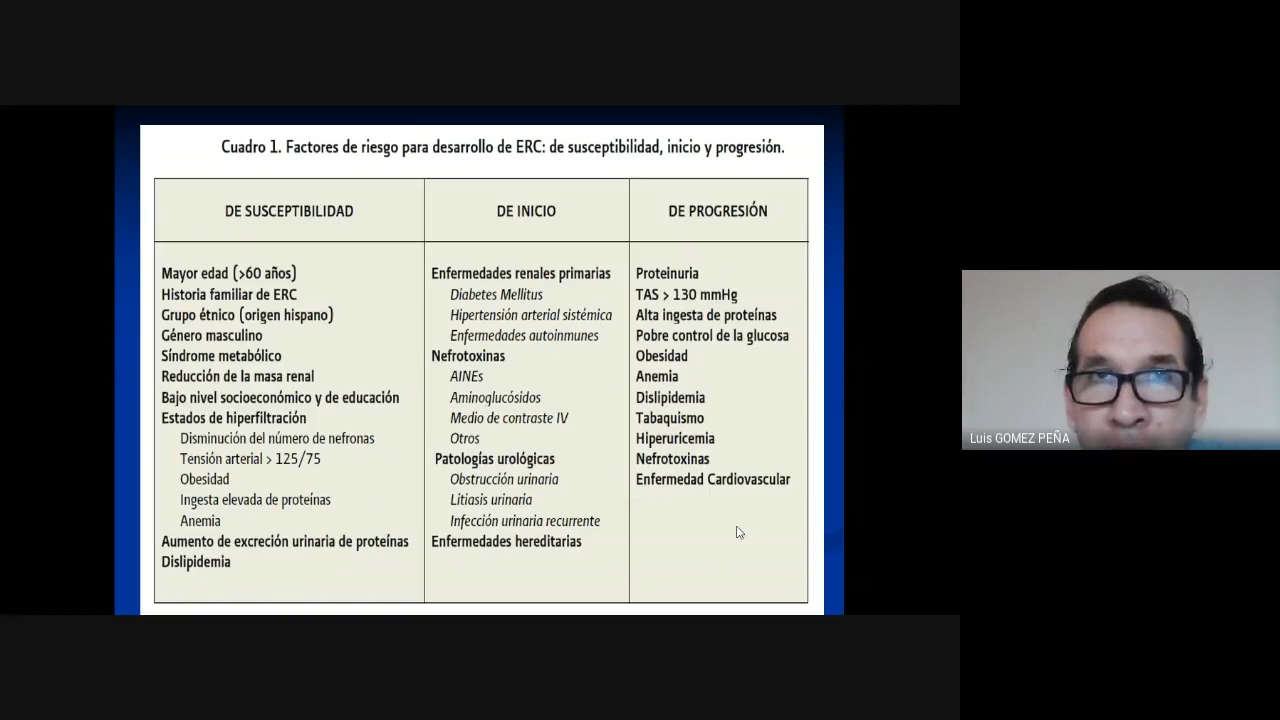 Cuadro 1. Factores de riesgo para desarrollo de ERC: de susceptibilidad, inicio y progresión.
DE SUSCEPTIBILIDAD
Mayor edad (>60 años)
Historia familiar de ERC
Grupo étnico (origen hispano)
Género masculino
Síndrome metabólico
Reducción de la masa renal
Bajo nivel socioeconómico y de educación
Estados de hiperfiltración
Disminución del número de nefronas
Tensión arterial > 125/75
Obesidad
Ingesta elevada de proteínas
Anemia
Aumento de excreción urinaria de proteínas
Dislipidemia
DE INICIO
Enfermedades renales primarias
Diabetes Mellitus
Hipertensión arterial sistémica
Enfermedades autoinmunes
Nefrotoxinas
AINEs
Aminoglucósidos
Medio de contraste IV
Otros
Patologías urológicas
Obstrucción urinaria
Litiasis urinaria
Infección urinaria recurrente
Enfermedades hereditarias
DE PROGRESIÓN
Proteinuria
TAS > 130 mmHg
Alta ingesta de proteínas
Pobre control de la glucosa
Obesidad
Anemia
Dislipidemia
Tabaquismo
Hiperuricemia
Nefrotoxinas
Enfermedad Cardiovascular
Luis GOMEZ PEÑA